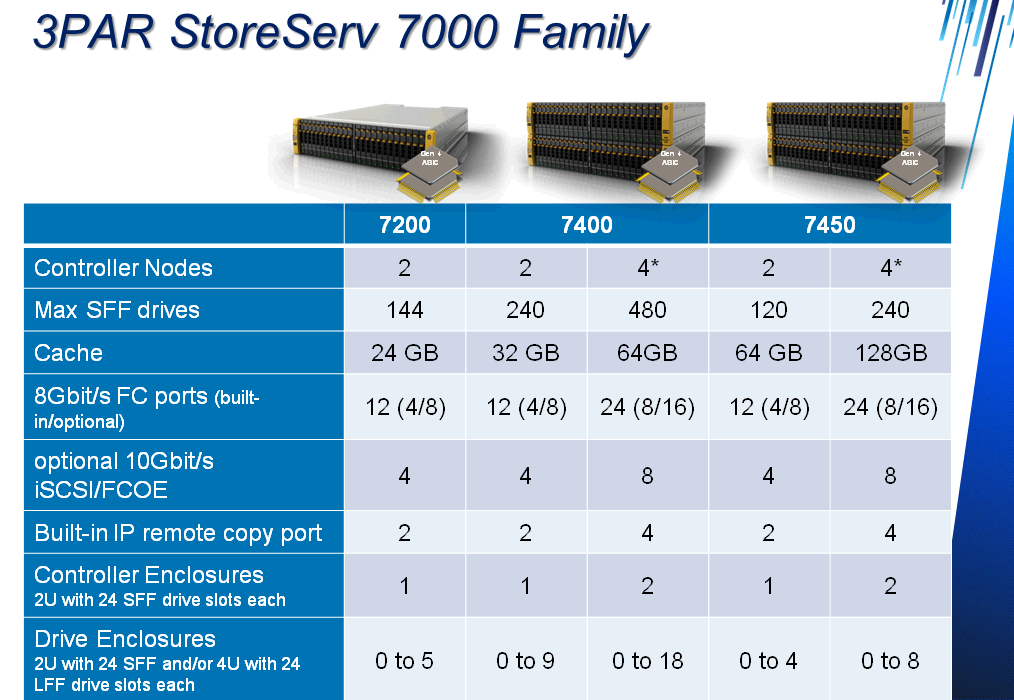 3PAR StoreServ 7000 Family
Gen 4
ASIC
Gen 4
ASIC
Gen 4
ASIC
7200 7400 7450
Controller Nodes 2 2 4* 2 4*
Max SFF drives 144 240 480 120 240
Cache 24 GB 32 GB 64GB 64 GB 128GB
8Gbit/s FC ports (built-
in/optional) 12 (4/8) 12 (4/8) 24 (8/16) 12 (4/8) 24 (8/16)
optional 10Gbit/s
iSCSI/FCOE 4 4 8 4 8
Built-in IP remote copy port 2 2 4 2 4
Controller Enclosures
2U with 24 SFF drive slots each 1 1 2 1 2
Drive Enclosures
2U with 24 SFF and/or 4U with 24
LFF drive slots each 0 to 5 0 to 9 0 to 18 0 to 4 0 to 8